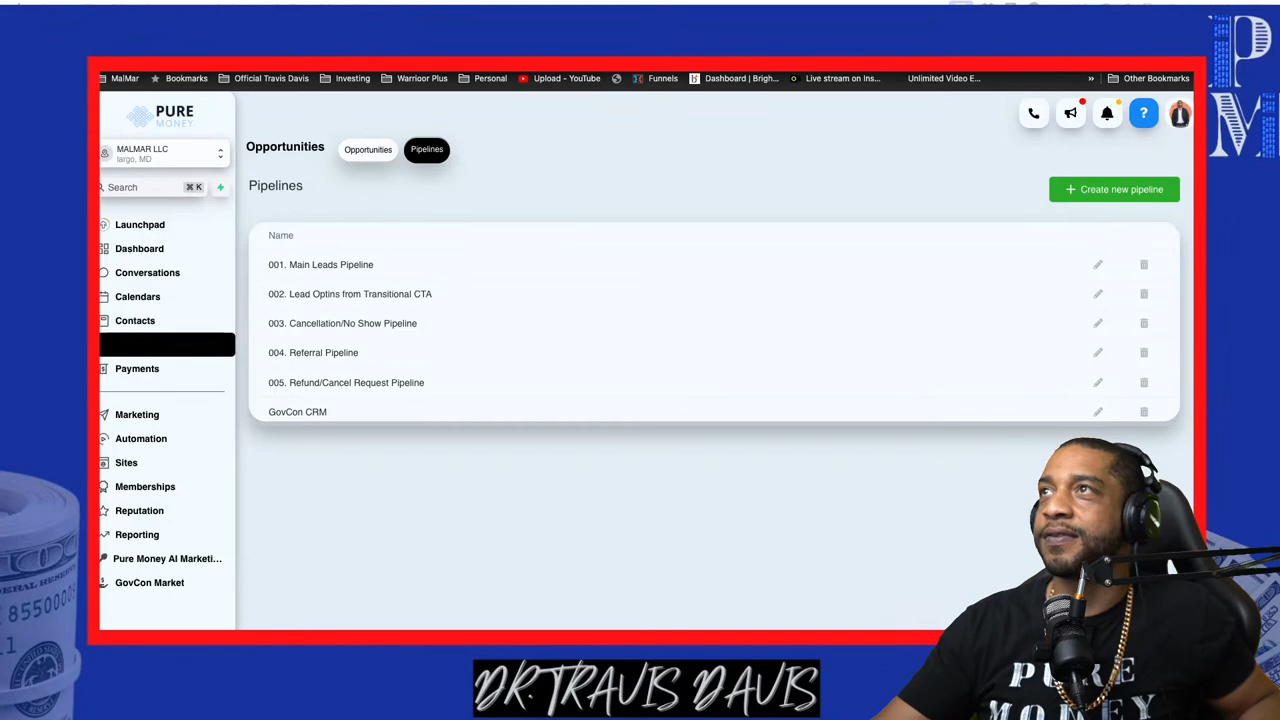 MalMar
Bookmarks
Official Travis Davis
Investing
Warrioor Plus
Personal
Upload - YouTube
Funnels
Dashboard | Brigh...
Live stream on Ins...
Unlimited Video E...
»
Other Bookmarks
PM
PURE
MONEY
MALMAR LLC
largo, MD
Search
⌘ K
Launchpad
Dashboard
Conversations
Calendars
Contacts
Payments
Marketing
Automation
Sites
Memberships
Reputation
Reporting
Pure Money AI Marketi...
GovCon Market
Opportunities
Opportunities
Pipelines
?
Pipelines
+ Create new pipeline
Name
001. Main Leads Pipeline
002. Lead Optins from Transitional CTA
003. Cancellation/No Show Pipeline
004. Referral Pipeline
005. Refund/Cancel Request Pipeline
GovCon CRM
PURE
MONEY
DR. TRAVIS DAVIS